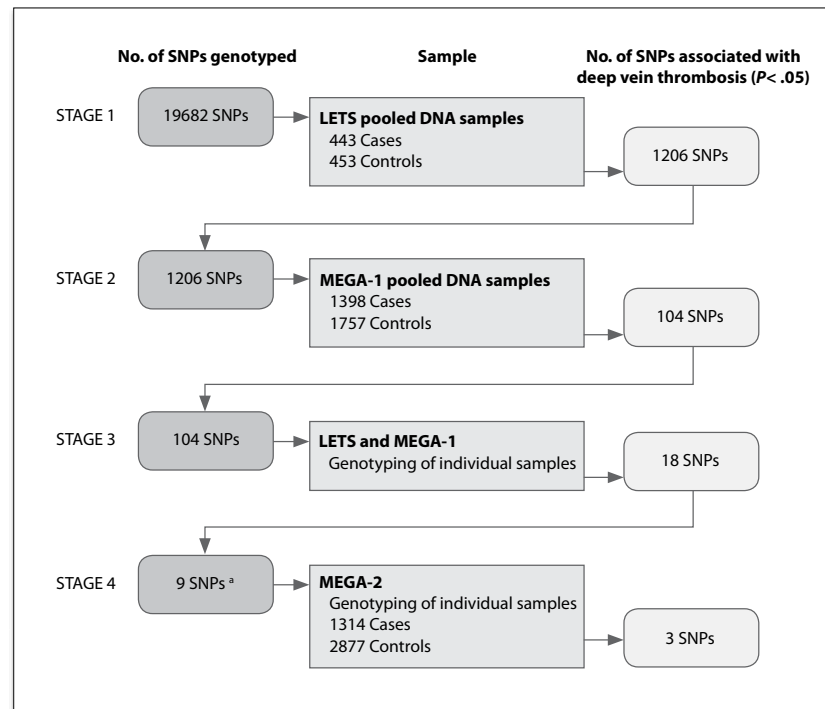 No. of SNPs genotyped
Sample
No. of SNPs associated with
deep vein thrombosis (P< .05)
STAGE 1
19682 SNPs
LETS pooled DNA samples
443 Cases
453 Controls
1206 SNPs
STAGE 2
1206 SNPs
MEGA-1 pooled DNA samples
1398 Cases
1757 Controls
104 SNPs
STAGE 3
104 SNPs
LETS and MEGA-1
Genotyping of individual samples
18 SNPs
STAGE 4
9 SNPs a
MEGA-2
Genotyping of individual samples
1314 Cases
2877 Controls
3 SNPs